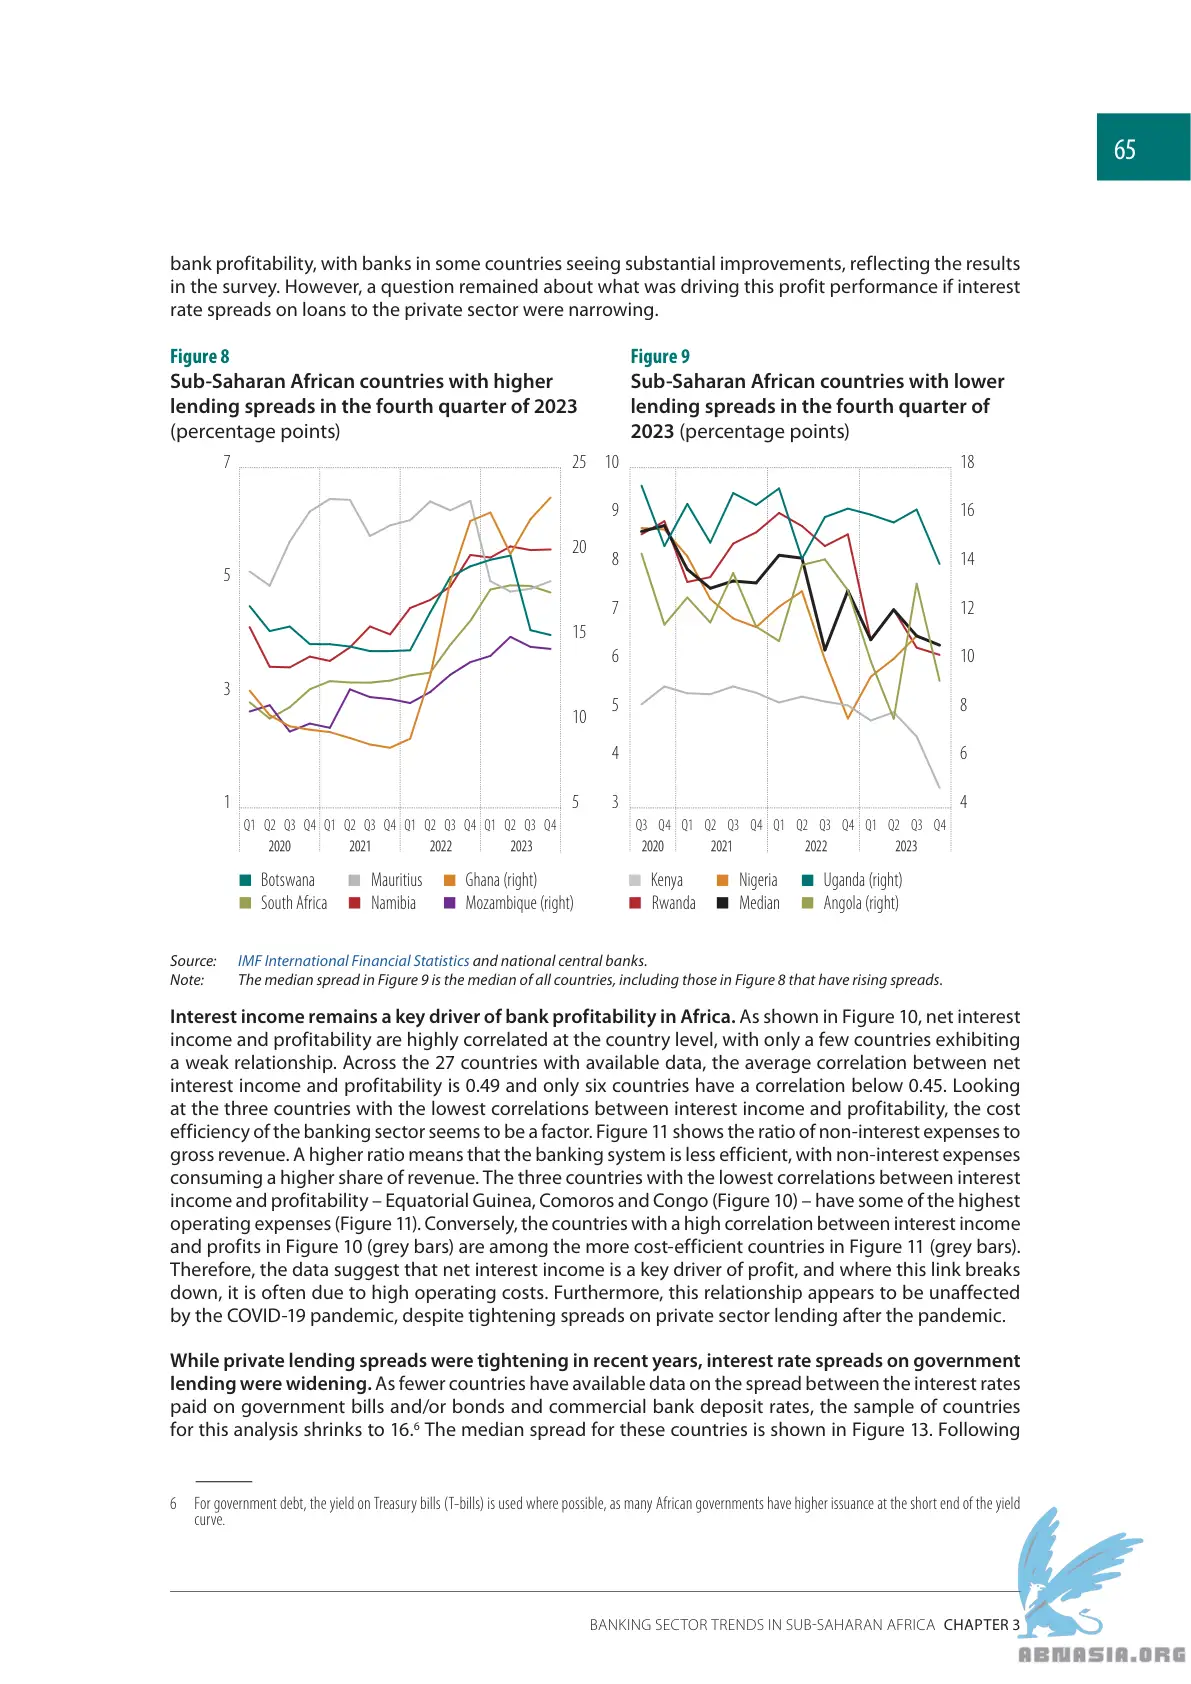 65
bank profitability, with banks in some countries seeing substantial improvements, reflecting the results
in the survey. However, a question remained about what was driving this profit performance if interest
rate spreads on loans to the private sector were narrowing.
Figure 8
Sub-Saharan African countries with higher
lending spreads in the fourth quarter of 2023
(percentage points)
7 25
20
5
15
3
10
1 5
Q1 Q2 Q3 Q4 Q1 Q2 Q3 Q4 Q1 Q2 Q3 Q4 Q1 Q2 Q3 Q4
2020 2021 2022 2023
Botswana Mauritius Ghana (right)
South Africa Namibia Mozambique (right)
Figure 9
Sub-Saharan African countries with lower
lending spreads in the fourth quarter of
2023 (percentage points)
10 18
9 16
8 14
7 12
6 10
5 8
4 6
3 4
Q3 Q4 Q1 Q2 Q3 Q4 Q1 Q2 Q3 Q4 Q1 Q2 Q3 Q4
2020 2021 2022 2023
Kenya Nigeria Uganda (right)
Rwanda Median Angola (right)
Source: IMF International Financial Statistics and national central banks.
Note: The median spread in Figure 9 is the median of all countries, including those in Figure 8 that have rising spreads.
Interest income remains a key driver of bank profitability in Africa. As shown in Figure 10, net interest
income and profitability are highly correlated at the country level, with only a few countries exhibiting
a weak relationship. Across the 27 countries with available data, the average correlation between net
interest income and profitability is 0.49 and only six countries have a correlation below 0.45. Looking
at the three countries with the lowest correlations between interest income and profitability, the cost
efficiency of the banking sector seems to be a factor. Figure 11 shows the ratio of non-interest expenses to
gross revenue. A higher ratio means that the banking system is less efficient, with non-interest expenses
consuming a higher share of revenue. The three countries with the lowest correlations between interest
income and profitability – Equatorial Guinea, Comoros and Congo (Figure 10) – have some of the highest
operating expenses (Figure 11). Conversely, the countries with a high correlation between interest income
and profits in Figure 10 (grey bars) are among the more cost-efficient countries in Figure 11 (grey bars).
Therefore, the data suggest that net interest income is a key driver of profit, and where this link breaks
down, it is often due to high operating costs. Furthermore, this relationship appears to be unaffected
by the COVID-19 pandemic, despite tightening spreads on private sector lending after the pandemic.
While private lending spreads were tightening in recent years, interest rate spreads on government
lending were widening. As fewer countries have available data on the spread between the interest rates
paid on government bills and/or bonds and commercial bank deposit rates, the sample of countries
for this analysis shrinks to 16.⁶ The median spread for these countries is shown in Figure 13. Following
6 For government debt, the yield on Treasury bills (T-bills) is used where possible, as many African governments have higher issuance at the short end of the yield
curve.
BANKING SECTOR TRENDS IN SUB-SAHARAN AFRICA CHAPTER 3
ABNASIA.ORG